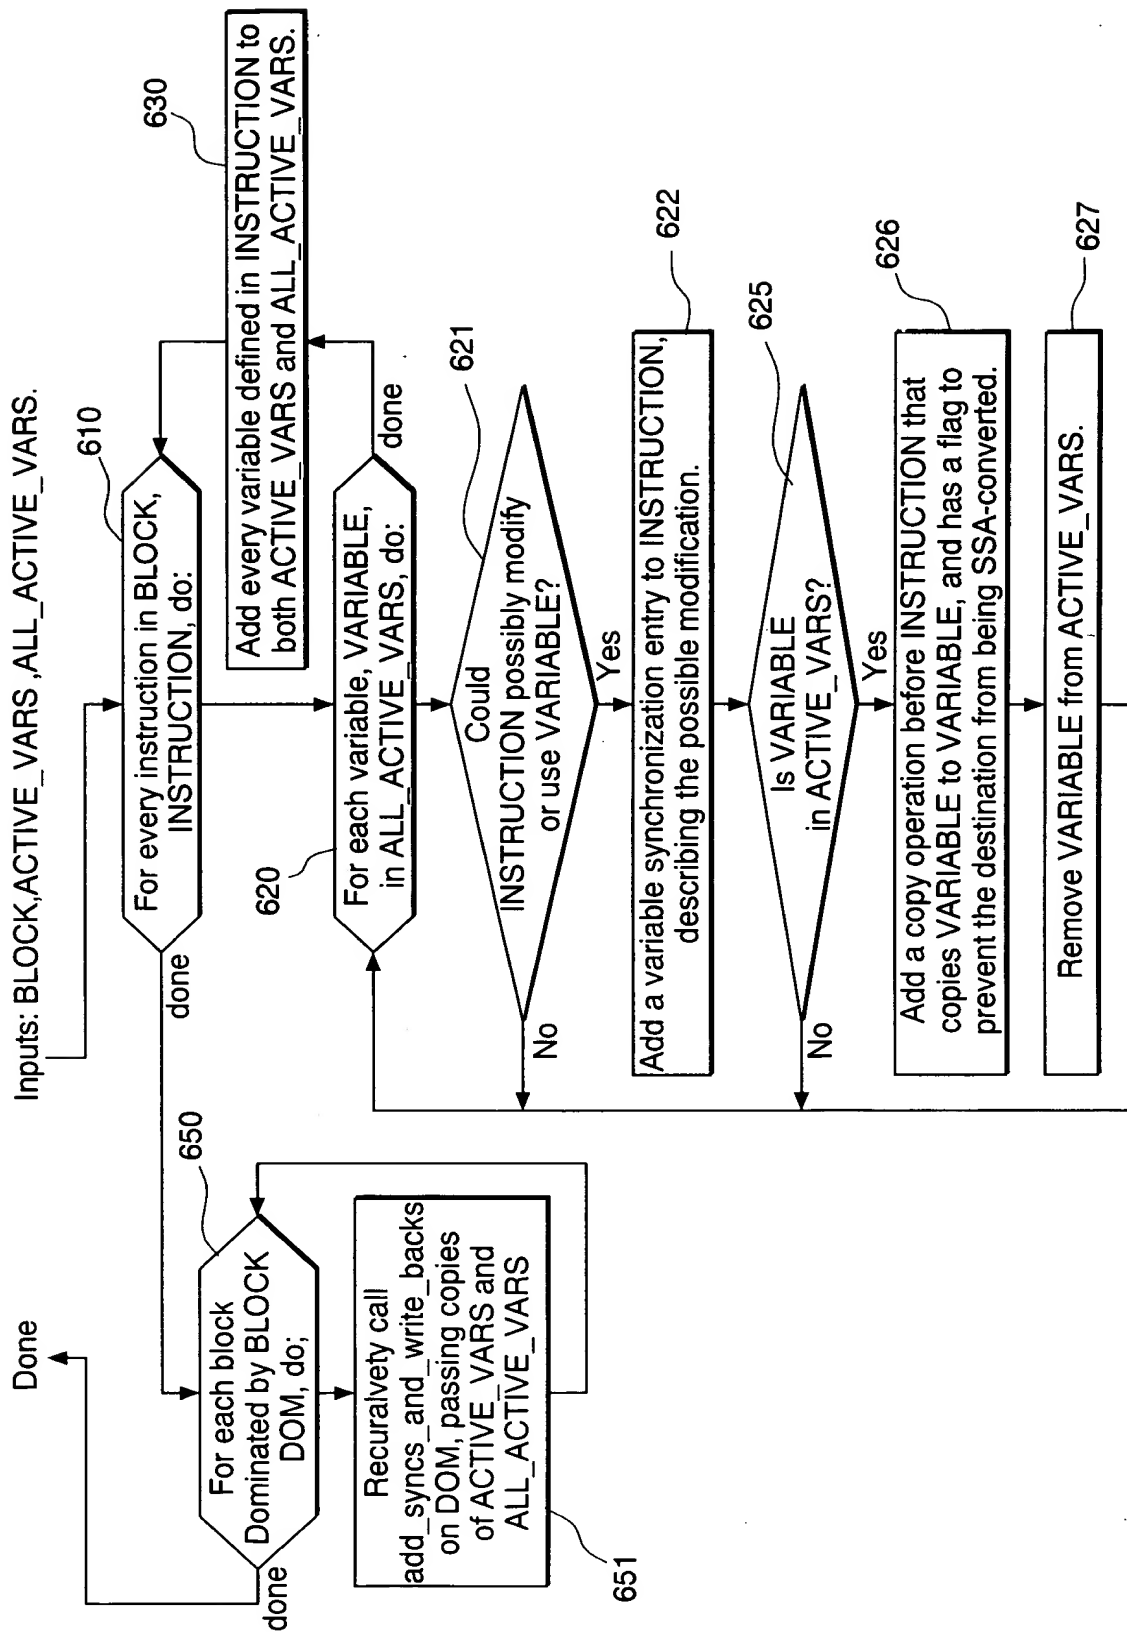 Inputs: BLOCK,ACTIVE_VARS ,ALL_ACTIVE_VARS.
610
For every instruction in BLOCK,
INSTRUCTION, do:
done
630
Add every variable defined in INSTRUCTION to
both ACTIVE_VARS and ALL_ACTIVE_VARS.
620
For each variable, VARIABLE,
in ALL_ACTIVE_VARS, do:
done
621
Could
INSTRUCTION possibly modify
or use VARIABLE?
No
Yes
622
Add a variable synchronization entry to INSTRUCTION,
describing the possible modification.
625
Is VARIABLE
in ACTIVE_VARS?
No
Yes
626
Add a copy operation before INSTRUCTION that
copies VARIABLE to VARIABLE, and has a flag to
prevent the destination from being SSA-converted.
627
Remove VARIABLE from ACTIVE_VARS.
Done
650
For each block
Dominated by BLOCK
DOM, do;
done
Recuralvety call
add_syncs_and_write_backs
on DOM, passing copies
of ACTIVE_VARS and
ALL_ACTIVE_VARS
651